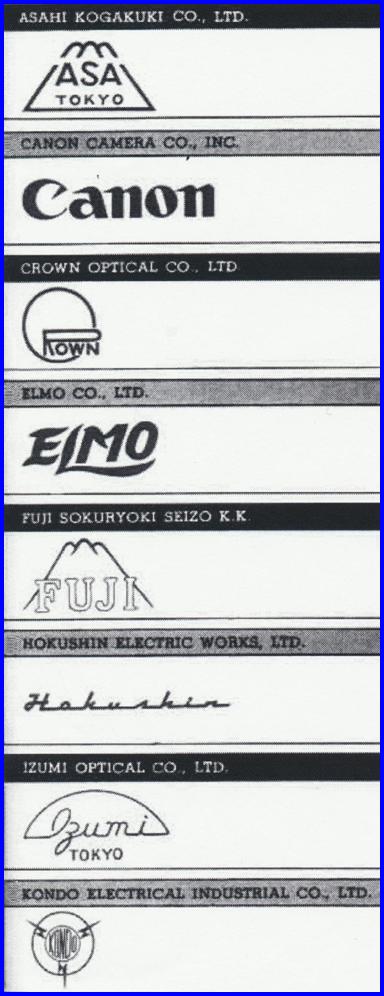 ASAHI KOGAKUKI CO., LTD.
ASA
TOKYO
CANON CAMERA CO., INC.
Canon
CROWN OPTICAL CO., LTD
CROWN
ELMO CO., LTD.
ELMO
FUJI SOKURYOKI SEIZO K.K.
FUJI
HOKUSHIN ELECTRIC WORKS, LTD.
Hokushin
IZUMI OPTICAL CO., LTD.
Izumi
TOKYO
KONDO ELECTRICAL INDUSTRIAL CO., LTD.
KONDO